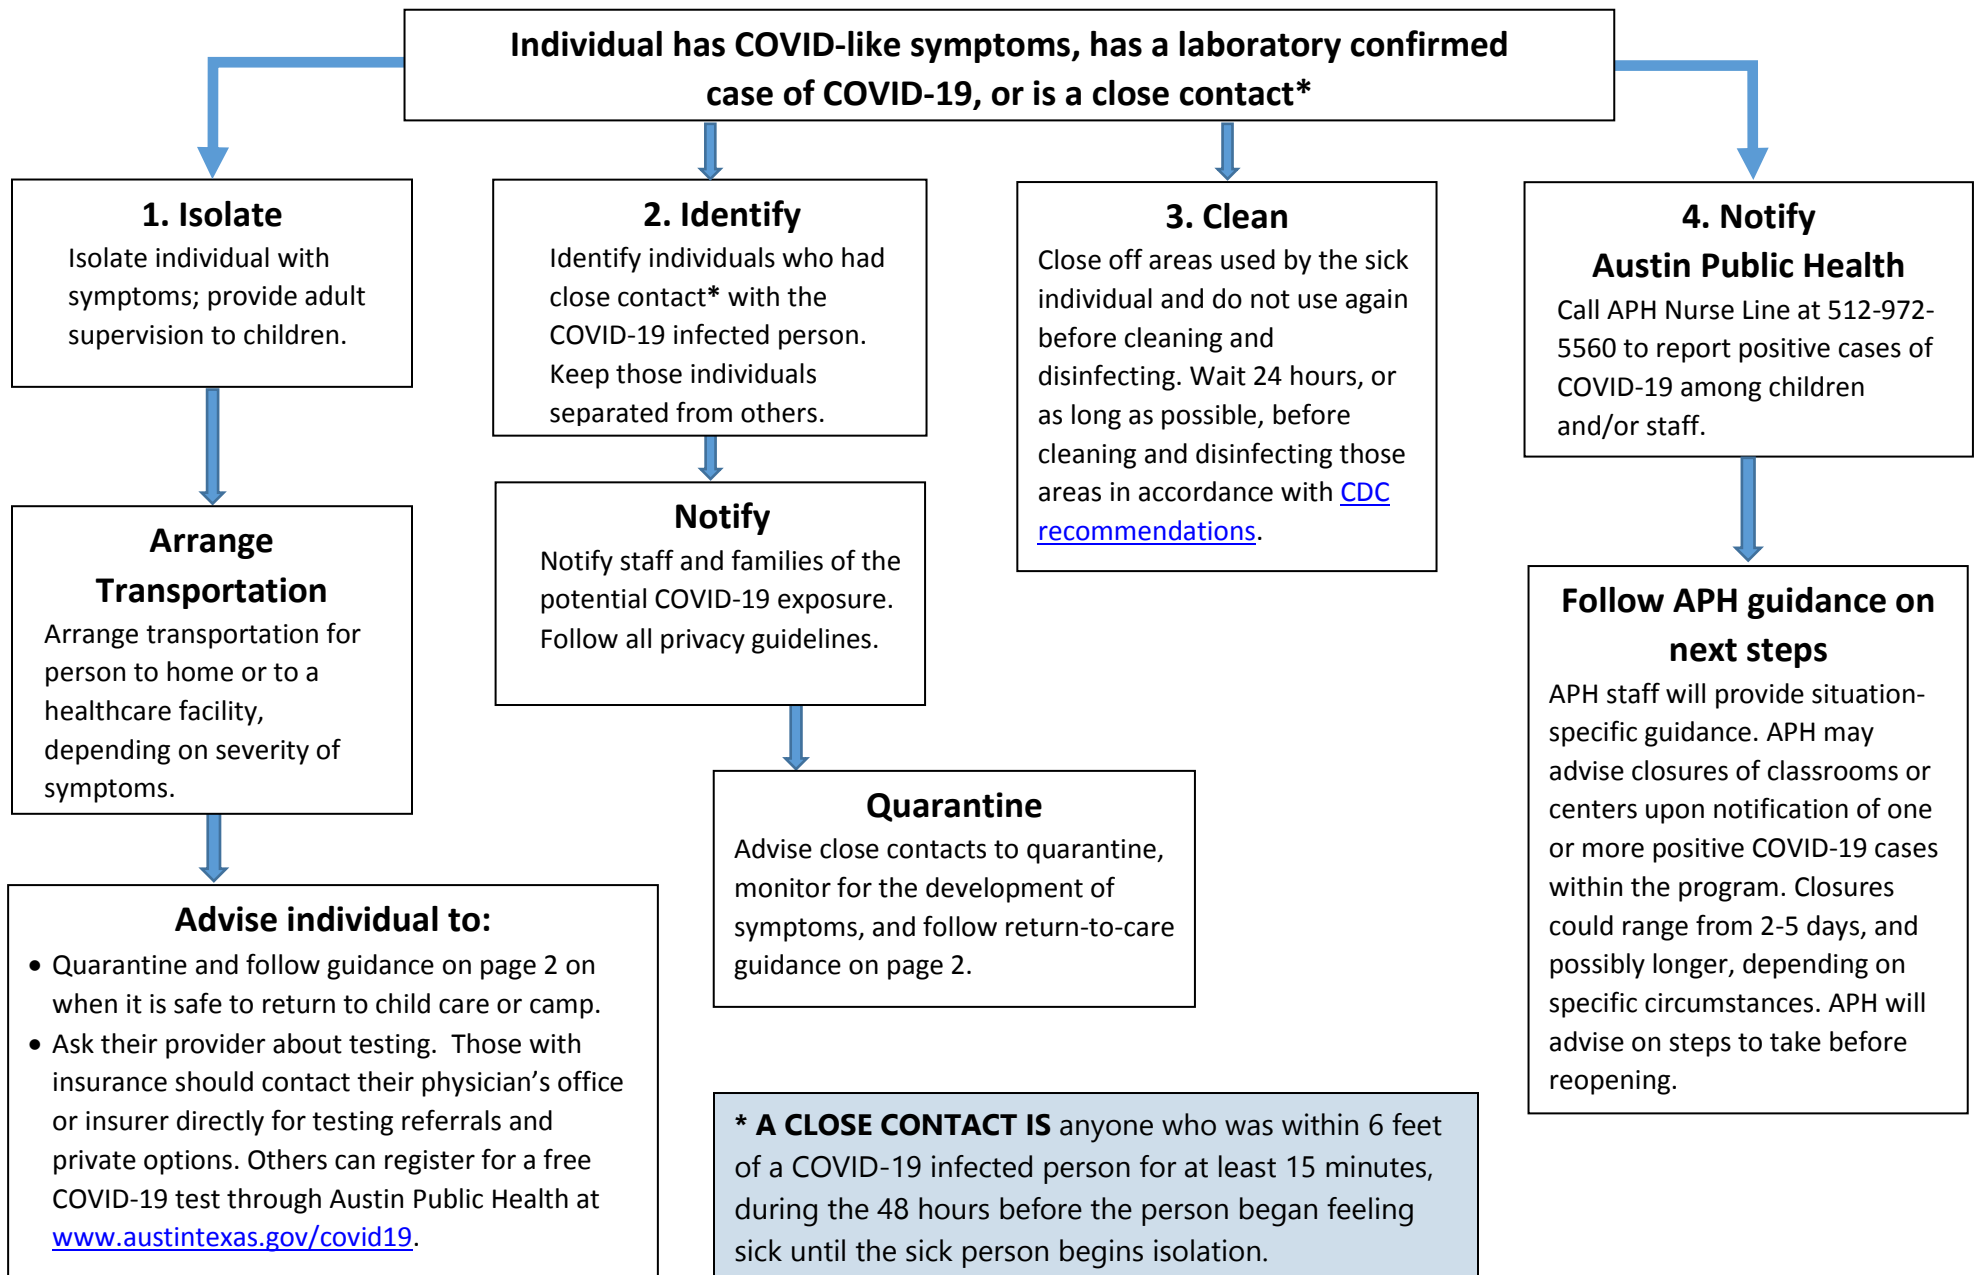 Individual has COVID-like symptoms, has a laboratory confirmed
case of COVID-19, or is a close contact*
1. Isolate
Isolate individual with
symptoms; provide adult
supervision to children.
Arrange
Transportation
Arrange transportation for
person to home or to a
healthcare facility,
depending on severity of
symptoms.
Advise individual to:
• Quarantine and follow guidance on page 2 on
when it is safe to return to child care or camp.
• Ask their provider about testing.  Those with
insurance should contact their physician’s office
or insurer directly for testing referrals and
private options. Others can register for a free
COVID-19 test through Austin Public Health at
www.austintexas.gov/covid19.
2. Identify
Identify individuals who had
close contact* with the
COVID-19 infected person.
Keep those individuals
separated from others.
Notify
Notify staff and families of the
potential COVID-19 exposure.
Follow all privacy guidelines.
Quarantine
Advise close contacts to quarantine,
monitor for the development of
symptoms, and follow return-to-care
guidance on page 2.
3. Clean
Close off areas used by the sick
individual and do not use again
before cleaning and
disinfecting. Wait 24 hours, or
as long as possible, before
cleaning and disinfecting those
areas in accordance with CDC
recommendations.
4. Notify
Austin Public Health
Call APH Nurse Line at 512-972-
5560 to report positive cases of
COVID-19 among children
and/or staff.
Follow APH guidance on
next steps
APH staff will provide situation-
specific guidance. APH may
advise closures of classrooms or
centers upon notification of one
or more positive COVID-19 cases
within the program. Closures
could range from 2-5 days, and
possibly longer, depending on
specific circumstances. APH will
advise on steps to take before
reopening.
* A CLOSE CONTACT IS anyone who was within 6 feet
of a COVID-19 infected person for at least 15 minutes,
during the 48 hours before the person began feeling
sick until the sick person begins isolation.